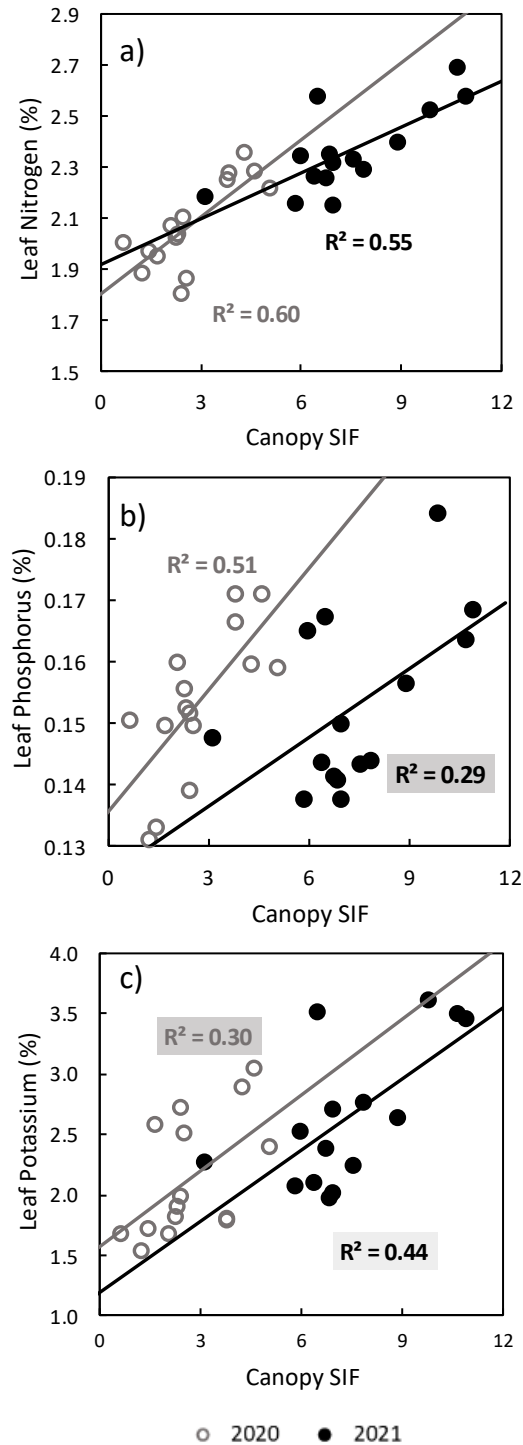 a)
Leaf Nitrogen (%)
2.9
2.7
2.5
2.3
2.1
1.9
1.7
1.5
R² = 0.55
R² = 0.60
0 3 6 9 12
Canopy SIF
b)
Leaf Phosphorus (%)
0.19
0.18
0.17
0.16
0.15
0.14
0.13
R² = 0.51
R² = 0.29
0 3 6 9 12
Canopy SIF
c)
Leaf Potassium (%)
4.0
3.5
3.0
2.5
2.0
1.5
1.0
R² = 0.30
R² = 0.44
0 3 6 9 12
Canopy SIF
2020 2021